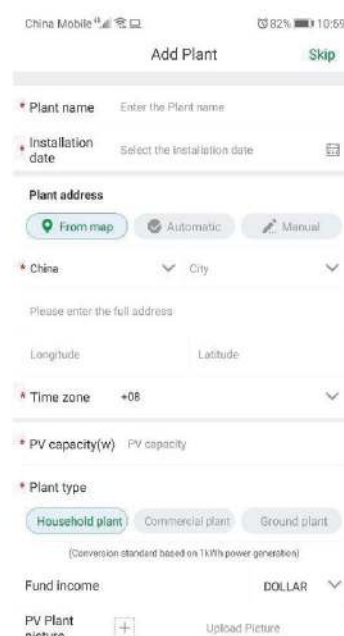 China Mobile 82% 10:59
Add Plant Skip
* Plant name Enter the Plant name
* Installation date Select the installation date
Plant address
From map Automatic Manual
* China City
Please enter the full address
Longitude Latitude
* Time zone +08
* PV capacity(w) PV capacity
* Plant type
Household plant Commercial plant Ground plant
(Conversion standard based on 1kWh power generation)
Fund income DOLLAR
PV Plant picture Upload Picture